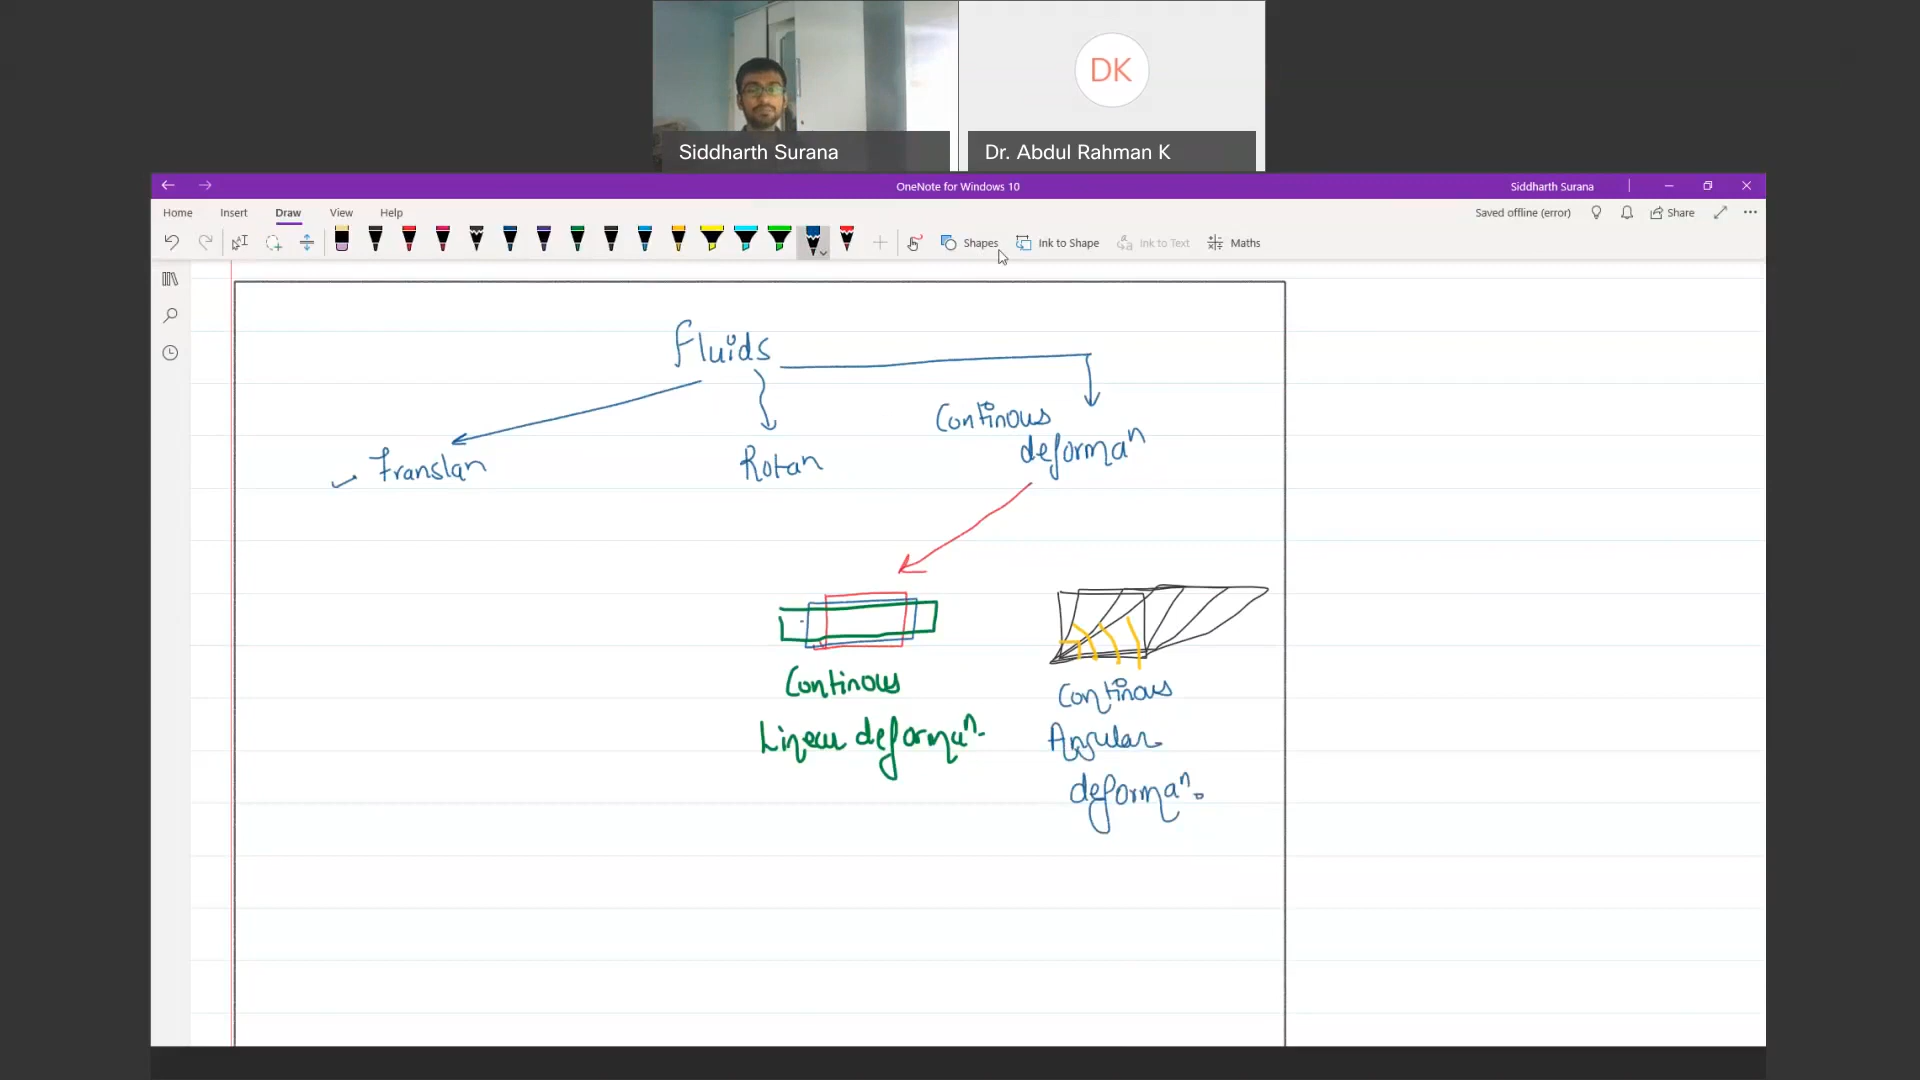 DK
Siddharth Surana
Dr. Abdul Rahman K
OneNote for Windows 10
Siddharth Surana
Home Insert Draw View Help
Saved offline (error)
Share
Shapes
Ink to Shape
Ink to Text
Maths
fluids
Translan
Rotan
Continous
deformaⁿ
Continous
Linear deformaⁿ.
Continous
Angular
deformaⁿ.